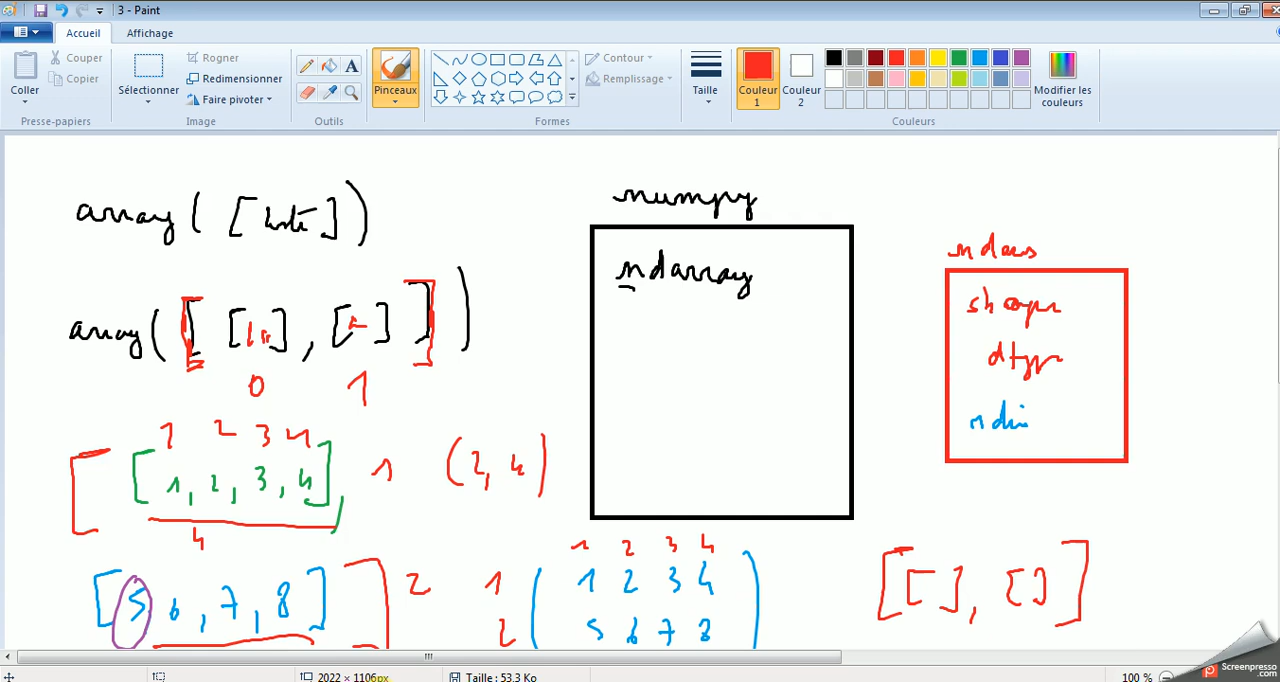 3 - Paint
Accueil
Affichage
Coller
Couper
Copier
Presse-papiers
Sélectionner
Rogner
Redimensionner
Faire pivoter
Image
Outils
Pinceaux
Contour
Remplissage
Formes
Taille
Couleur 1
Couleur 2
Modifier les couleurs
Couleurs
array ( [ ] )
array ( [ [ ] , [ ] ] )
0 1
1 2 3 4
[ [ 1 , 2 , 3 , 4 ] , 1 (2, 4)
4
[ 5 6 , 7 , 8 ] ] 2
numpy
ndarray
1 2 3 4
1 ( 1 2 3 4 )
2 5 6 7 8
shape
dtype
ndi
[ [ ] , [ ] ]
2022 × 1106px
Taille : 53.3 Ko
100 %
Screenpresso
.com